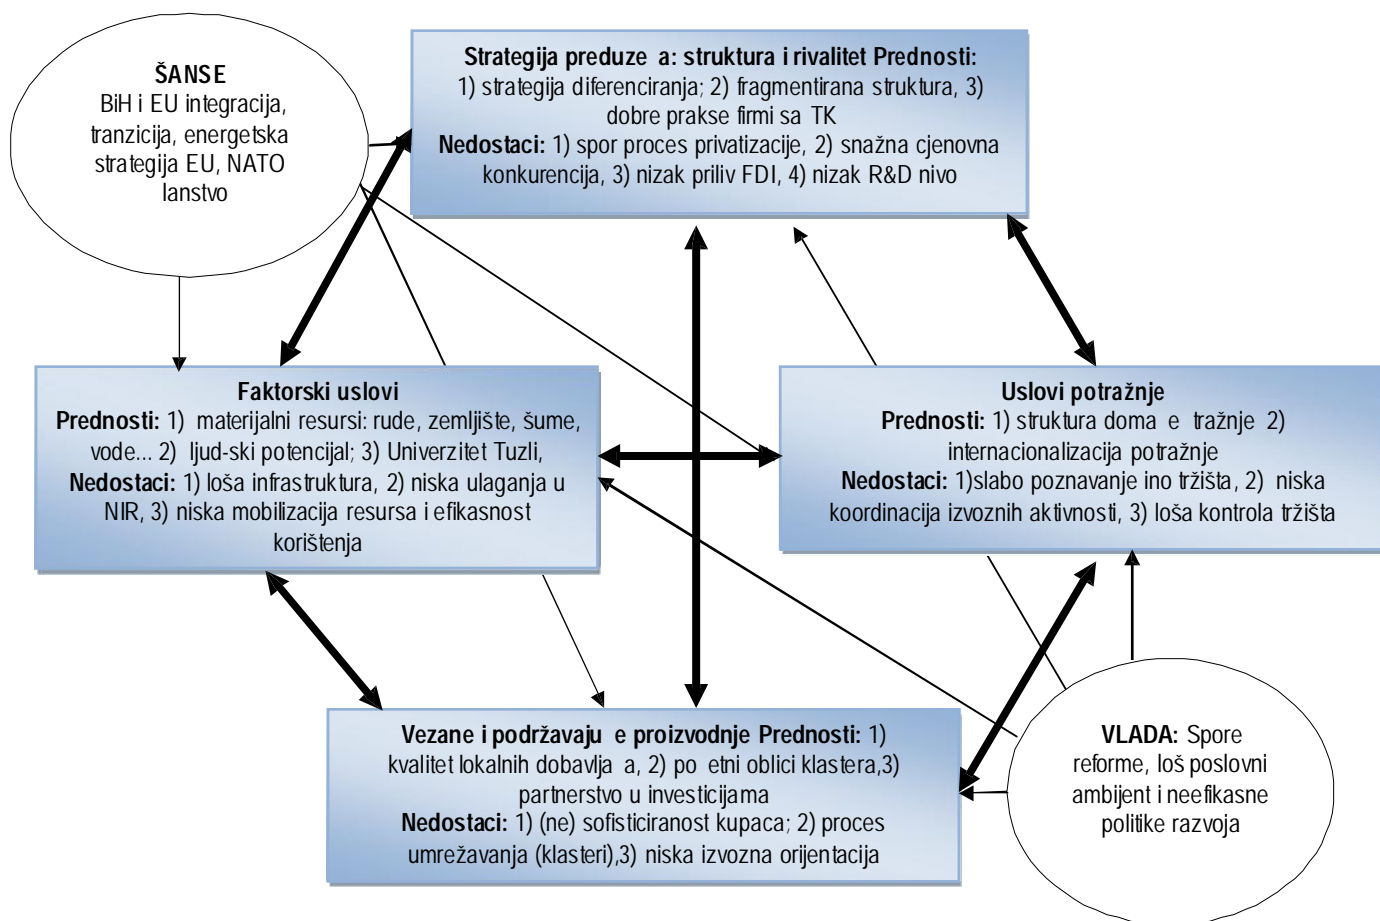 ŠANSE
BiH i EU integracija,
tranzicija, energetska
strategija EU, NATO
lanstvo
Strategija preduze a: struktura i rivalitet Prednosti:
1) strategija diferenciranja; 2) fragmentirana struktura, 3)
dobre prakse firmi sa TK
Nedostaci: 1) spor proces privatizacije, 2) snažna cjenovna
konkurencija, 3) nizak priliv FDI, 4) nizak R&D nivo
Faktorski uslovi
Prednosti: 1) materijalni resursi: rude, zemljište, šume,
vode... 2) ljud-ski potencijal; 3) Univerzitet Tuzli,
Nedostaci: 1) loša infrastruktura, 2) niska ulaganja u
NIR, 3) niska mobilizacija resursa i efikasnost
korištenja
Uslovi potražnje
Prednosti: 1) struktura doma e tražnje 2)
internacionalizacija potražnje
Nedostaci: 1)slabo poznavanje ino tržišta, 2) niska
koordinacija izvoznih aktivnosti, 3) loša kontrola tržišta
Vezane i podržavaju e proizvodnje Prednosti: 1)
kvalitet lokalnih dobavlja a, 2) po etni oblici klastera,3)
partnerstvo u investicijama
Nedostaci: 1) (ne) sofisticiranost kupaca; 2) proces
umrežavanja (klasteri),3) niska izvozna orijentacija
VLADA: Spore
reforme, loš poslovni
ambijent i neefikasne
politike razvoja